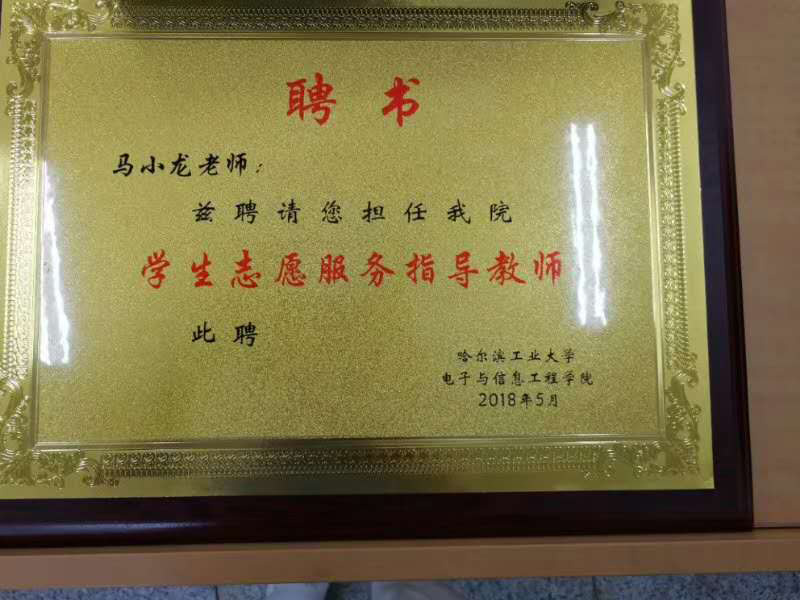 聘书
马小龙老师：
兹聘请您担任我院
学生志愿服务指导教师
此聘
哈尔滨工业大学
电子与信息工程学院
2018年5月